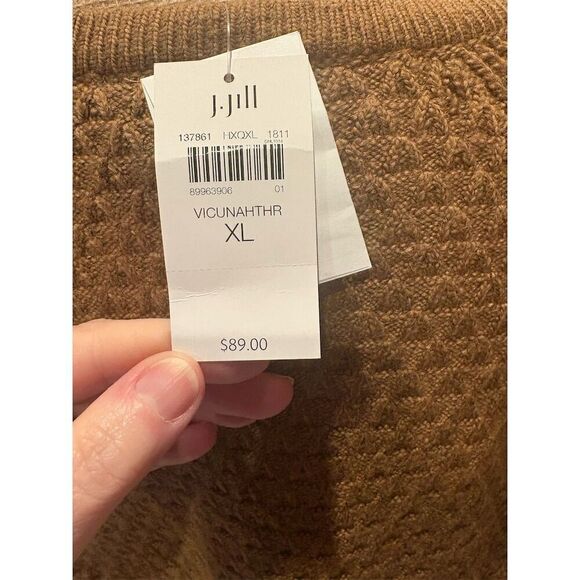 J.Jill
137861 HXQXL 1811
89963906 01
VICUNAHTHR
XL
$89.00